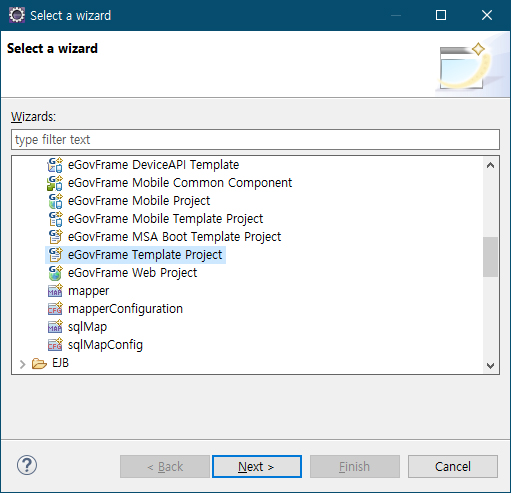 Select a wizard
Select a wizard
Wizards:
type filter text
eGovFrame DeviceAPI Template
eGovFrame Mobile Common Component
eGovFrame Mobile Project
eGovFrame Mobile Template Project
eGovFrame MSA Boot Template Project
eGovFrame Template Project
eGovFrame Web Project
mapper
mapperConfiguration
sqlMap
sqlMapConfig
EJB
< Back
Next >
Finish
Cancel